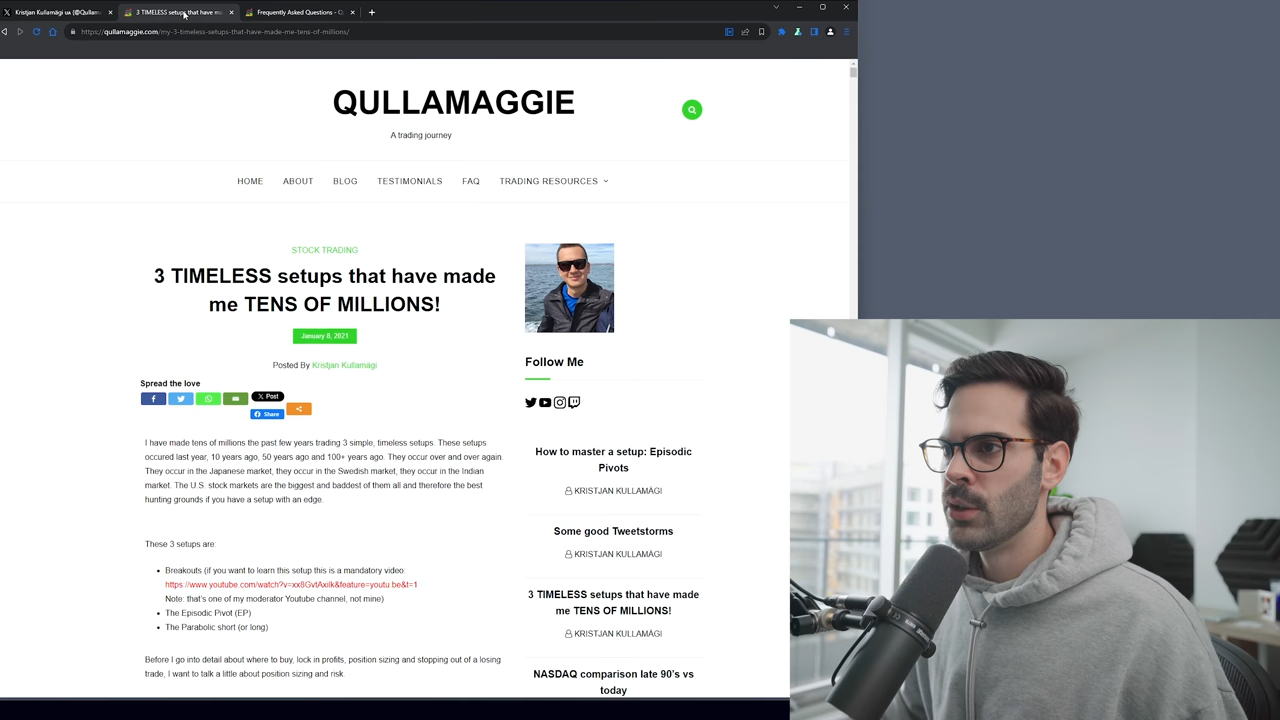 Kristjan Kullamägi ua (@Qullam
3 TIMELESS setups that have m
Frequently Asked Questions - Q
https://qullamaggie.com/my-3-timeless-setups-that-have-made-me-tens-of-millions/
QULLAMAGGIE
A trading journey
HOME ABOUT BLOG TESTIMONIALS FAQ TRADING RESOURCES
STOCK TRADING
3 TIMELESS setups that have made
me TENS OF MILLIONS!
January 8, 2021
Posted By Kristjan Kullamägi
Spread the love
Post
Share
I have made tens of millions the past few years trading 3 simple, timeless setups. These setups
occured last year, 10 years ago, 50 years ago and 100+ years ago. They occur over and over again.
They occur in the Japanese market, they occur in the Swedish market, they occur in the Indian
market. The U.S. stock markets are the biggest and baddest of them all and therefore the best
hunting grounds if you have a setup with an edge.
These 3 setups are:
Breakouts (if you want to learn this setup this is a mandatory video:
https://www.youtube.com/watch?v=xx8GvtAxilk&feature=youtu.be&t=1
Note: that's one of my moderator Youtube channel, not mine)
The Episodic Pivot (EP)
The Parabolic short (or long)
Before I go into detail about where to buy, lock in profits, position sizing and stopping out of a losing
trade, I want to talk a little about position sizing and risk.
Follow Me
How to master a setup: Episodic
Pivots
KRISTJAN KULLAMÄGI
Some good Tweetstorms
KRISTJAN KULLAMÄGI
3 TIMELESS setups that have made
me TENS OF MILLIONS!
KRISTJAN KULLAMÄGI
NASDAQ comparison late 90's vs
today